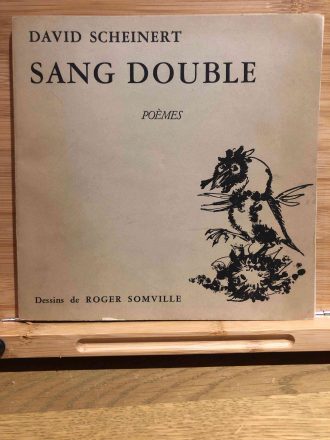 DAVID SCHEINERT
SANG DOUBLE
POÈMES
Dessins de ROGER SOMVILLE